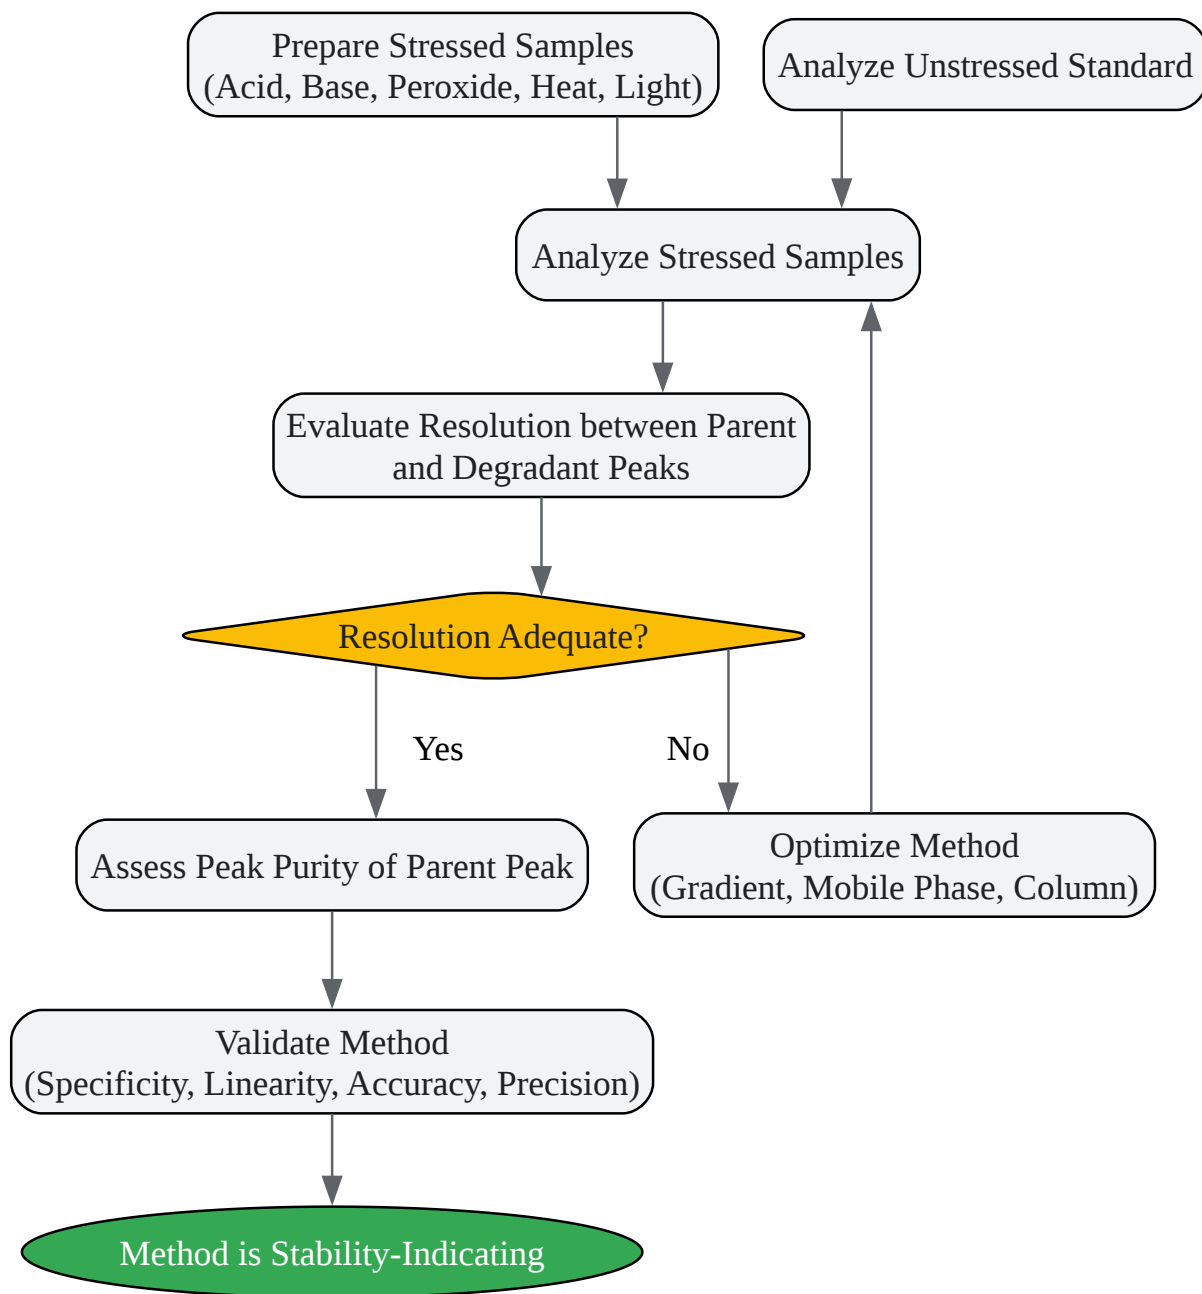 Prepare Stressed Samples
(Acid, Base, Peroxide, Heat, Light)
Analyze Unstressed Standard
Analyze Stressed Samples
Evaluate Resolution between Parent
and Degradant Peaks
Resolution Adequate?
Yes
No
Assess Peak Purity of Parent Peak
Optimize Method
(Gradient, Mobile Phase, Column)
Validate Method
(Specificity, Linearity, Accuracy, Precision)
Method is Stability-Indicating